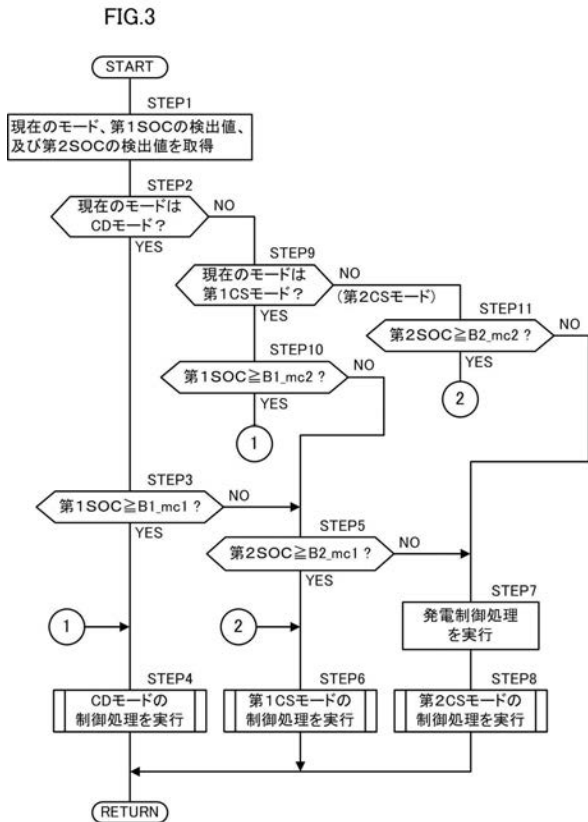 FIG.3
START
STEP1
現在のモード、第1SOCの検出値、
及び第2SOCの検出値を取得
STEP2
現在のモードは
CDモード？
NO
YES
STEP9
現在のモードは
第1CSモード？
NO
(第2CSモード)
YES
STEP11
第2SOC≧B2_mc2？
NO
YES
2
STEP10
第1SOC≧B1_mc2？
NO
YES
1
STEP3
第1SOC≧B1_mc1？
NO
YES
STEP5
第2SOC≧B2_mc1？
NO
YES
STEP7
発電制御処理
を実行
1
2
STEP4
CDモードの
制御処理を実行
STEP6
第1CSモードの
制御処理を実行
STEP8
第2CSモードの
制御処理を実行
RETURN